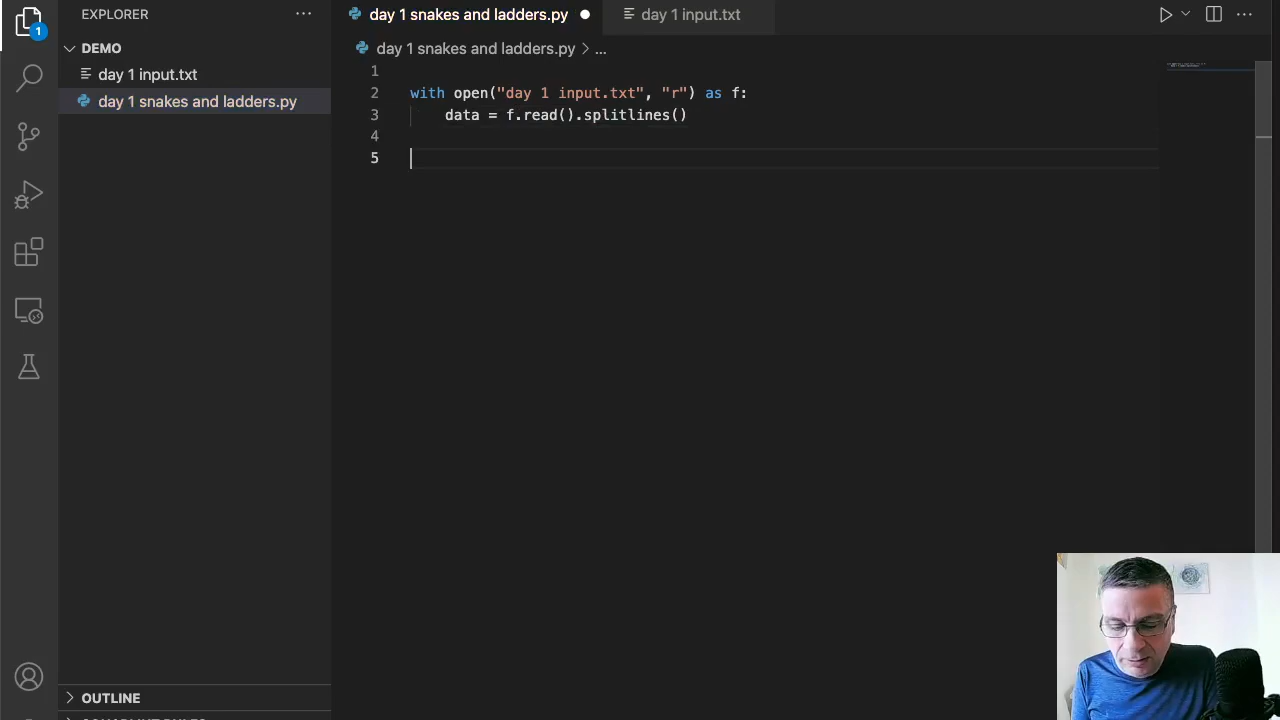 EXPLORER
DEMO
day 1 input.txt
day 1 snakes and ladders.py
OUTLINE
1
day 1 snakes and ladders.py
day 1 input.txt
day 1 snakes and ladders.py > ...
1
2 with open("day 1 input.txt", "r") as f:
3 data = f.read().splitlines()
4
5